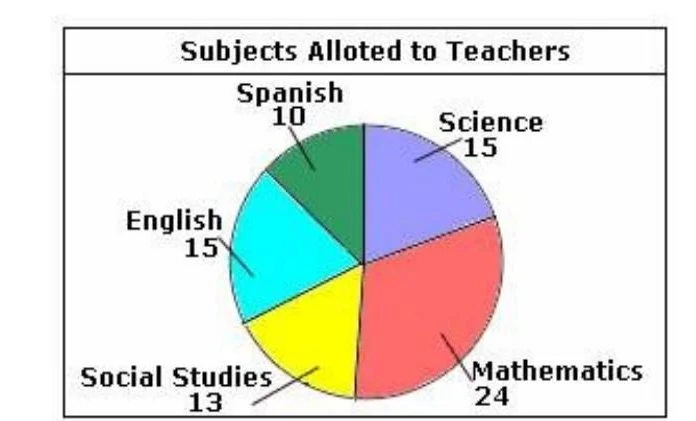 Subjects Alloted to Teachers
Spanish
10
Science
15
English
15
Social Studies
13
Mathematics
24